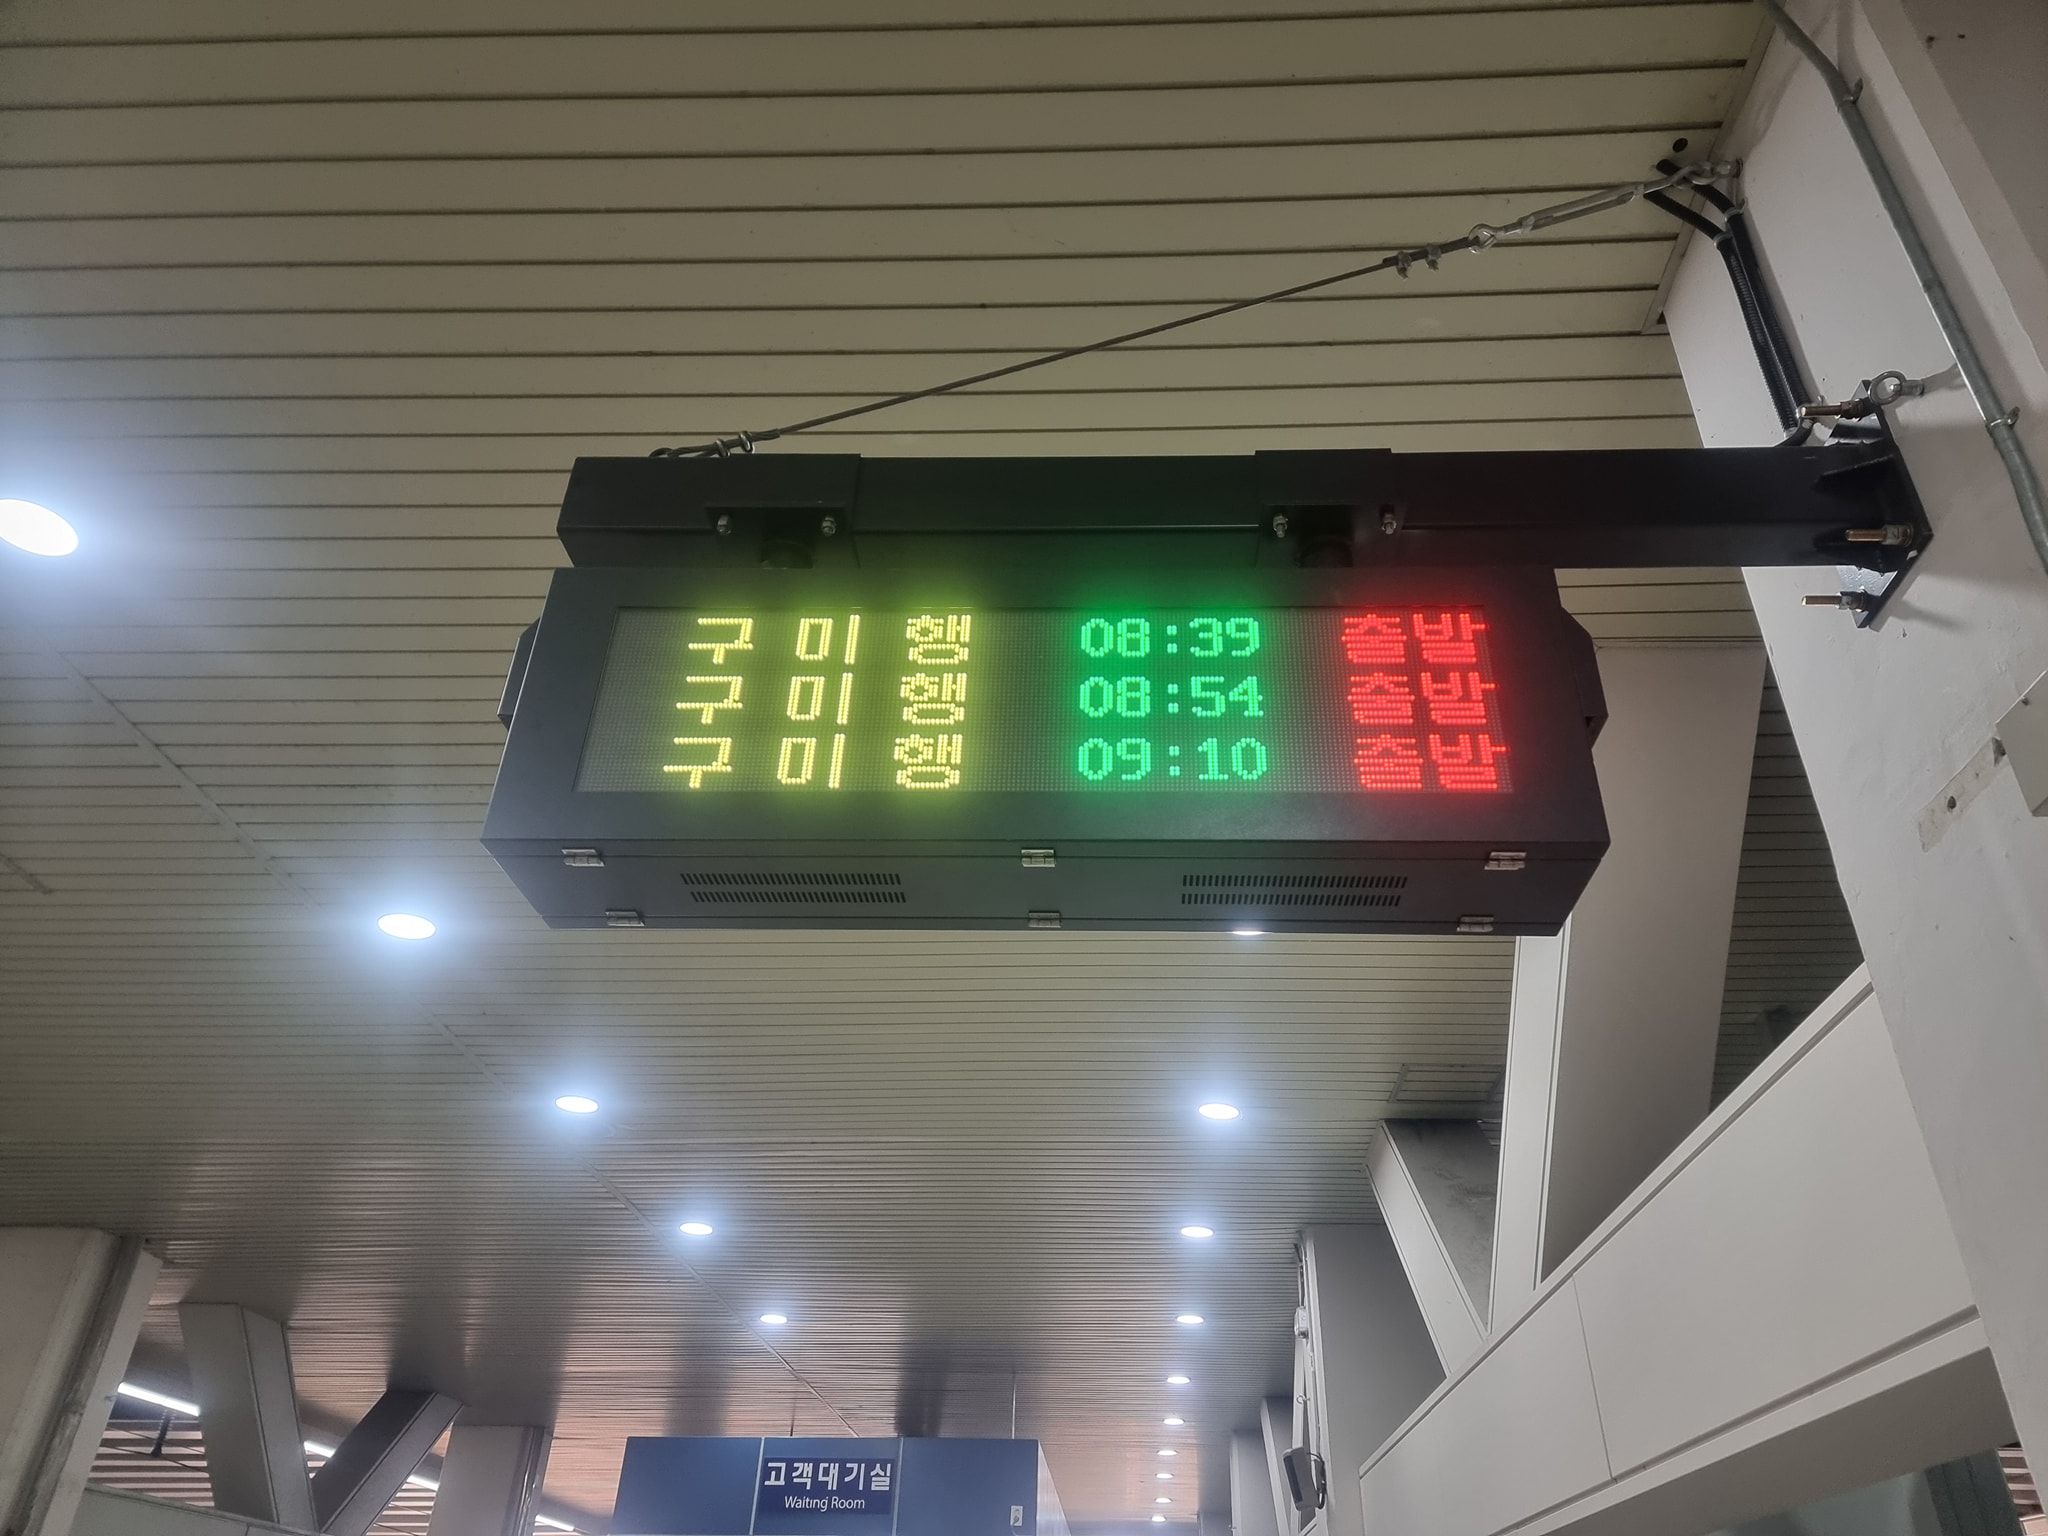 구 미 행 08:39 출발
구 미 행 08:54 출발
구 미 행 09:10 출발
고객대기실
Waiting Room